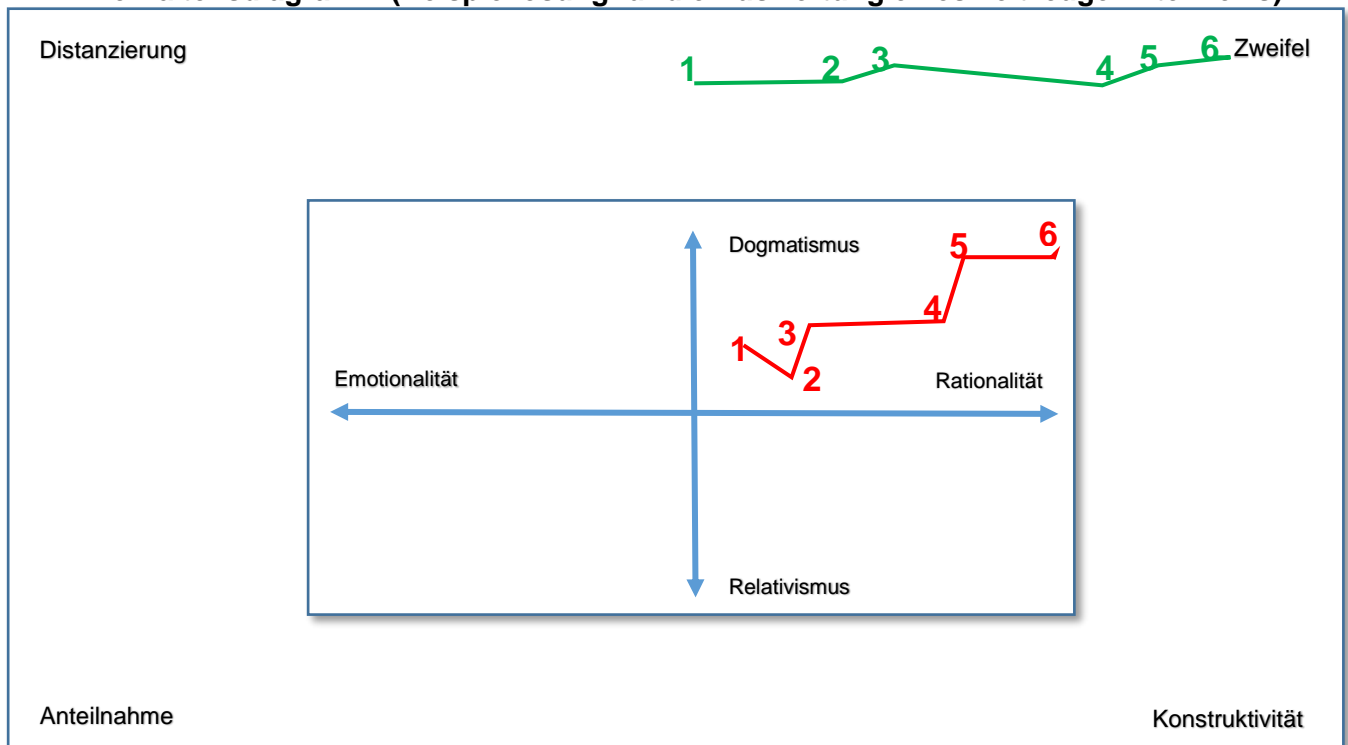 Distanzierung
1 2 3 4 5 6 Zweifel
Dogmatismus
5 6
3 4
1 2
Emotionalität
Rationalität
Relativismus
Anteilnahme
Konstruktivität